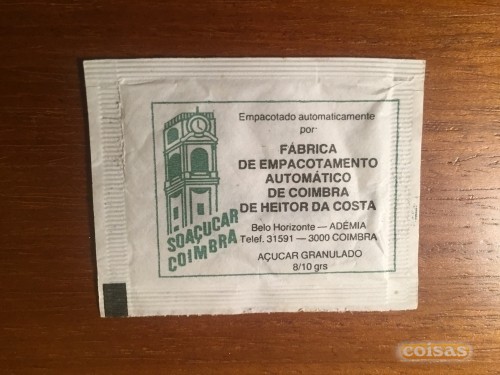 Empacotado automaticamente
por
FÁBRICA
DE EMPACOTAMENTO
AUTOMÁTICO
DE COIMBRA
DE HEITOR DA COSTA
Belo Horizonte — ADÉMIA
Telef. 31591 — 3000 COIMBRA
AÇUCAR GRANULADO
8/10 grs
SOAÇUCAR
COIMBRA
coisas